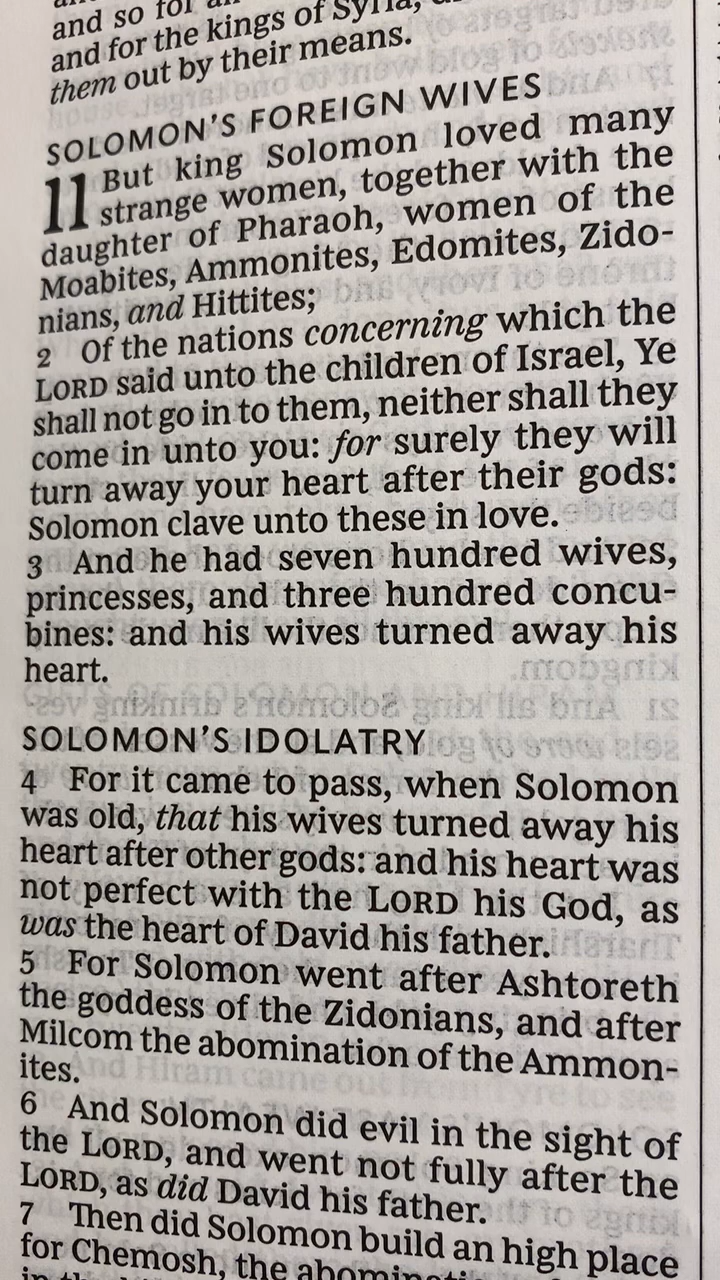 and so for
and for the kings of Syria,
them out by their means.
SOLOMON'S FOREIGN WIVES
11 But king Solomon loved many
strange women, together with the
daughter of Pharaoh, women of the
Moabites, Ammonites, Edomites, Zido-
nians, and Hittites;
2 Of the nations concerning which the
LORD said unto the children of Israel, Ye
shall not go in to them, neither shall they
come in unto you: for surely they will
turn away your heart after their gods:
Solomon clave unto these in love.
3 And he had seven hundred wives,
princesses, and three hundred concu-
bines: and his wives turned away his
heart.
SOLOMON'S IDOLATRY
4 For it came to pass, when Solomon
was old, that his wives turned away his
heart after other gods: and his heart was
not perfect with the LORD his God, as
was the heart of David his father.
5 For Solomon went after Ashtoreth
the goddess of the Zidonians, and after
Milcom the abomination of the Ammon-
ites.
6 And Solomon did evil in the sight of
the LORD, and went not fully after the
LORD, as did David his father.
7 Then did Solomon build an high place
for Chemosh, the abomination